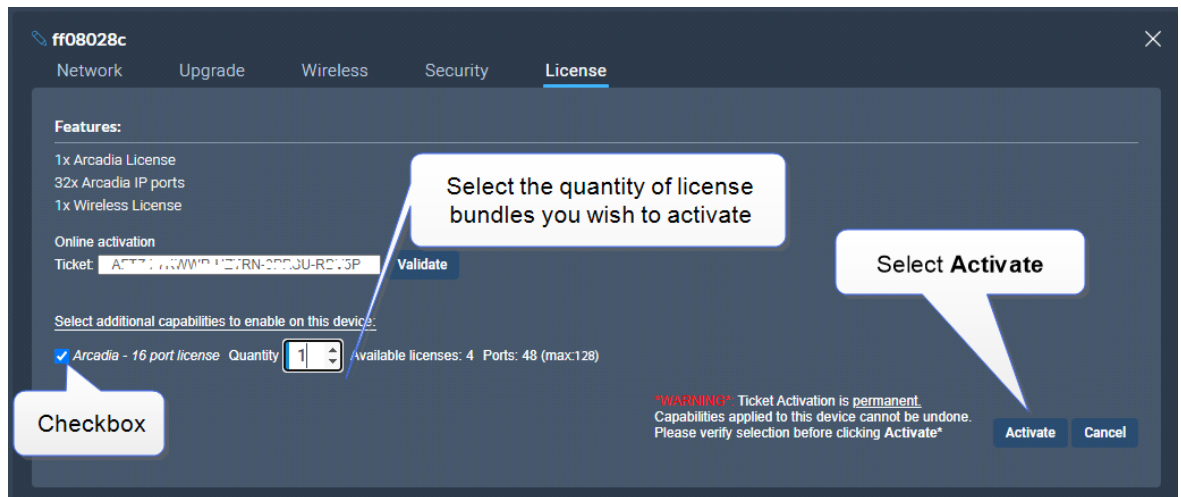 ff08028c
Network Upgrade Wireless Security License
Features:
1x Arcadia License
32x Arcadia IP ports
1x Wireless License
Select the quantity of license
bundles you wish to activate
Online activation
Ticket: Validate
Select Activate
Select additional capabilities to enable on this device:
Arcadia - 16 port license Quantity 1 Available licenses: 4 Ports: 48 (max:128)
Checkbox
*WARNING*: Ticket Activation is permanent.
Capabilities applied to this device cannot be undone.
Please verify selection before clicking Activate*
Activate Cancel